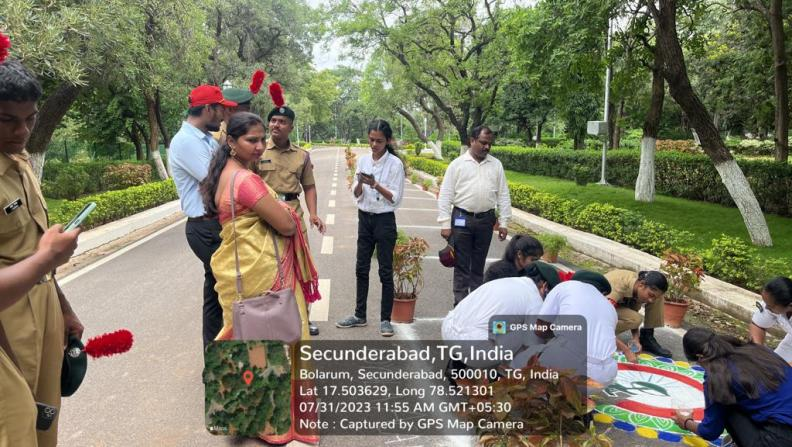 GPS Map Camera
Secunderabad,TG,India
Bolarum, Secunderabad, 500010, TG, India
Lat 17.503629, Long 78.521301
07/31/2023 11:55 AM GMT+05:30
Note : Captured by GPS Map Camera